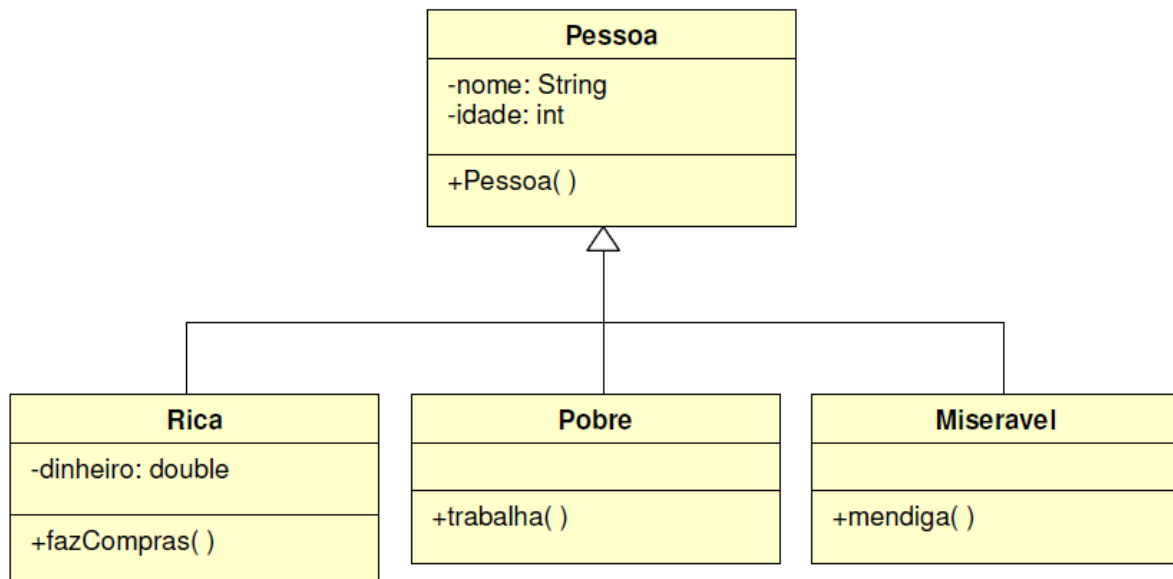 Pessoa
-nome: String
-idade: int
+Pessoa( )
Rica
-dinheiro: double
+fazCompras( )
Pobre
+trabalha( )
Miseravel
+mendiga( )